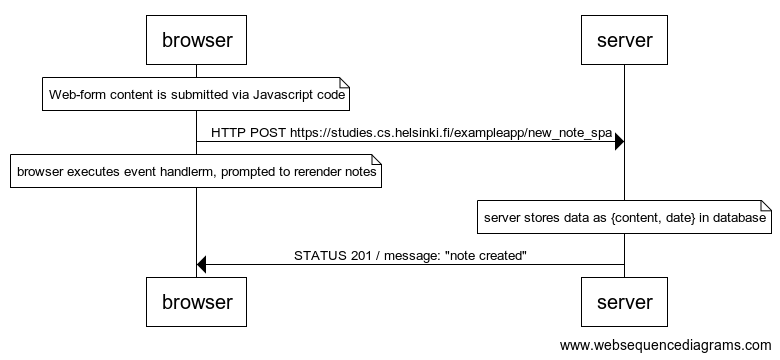 browser
server
Web-form content is submitted via Javascript code
HTTP POST https://studies.cs.helsinki.fi/exampleapp/new_note_spa
browser executes event handlerm, prompted to rerender notes
server stores data as {content, date} in database
STATUS 201 / message: "note created"
browser
server
www.websequencediagrams.com